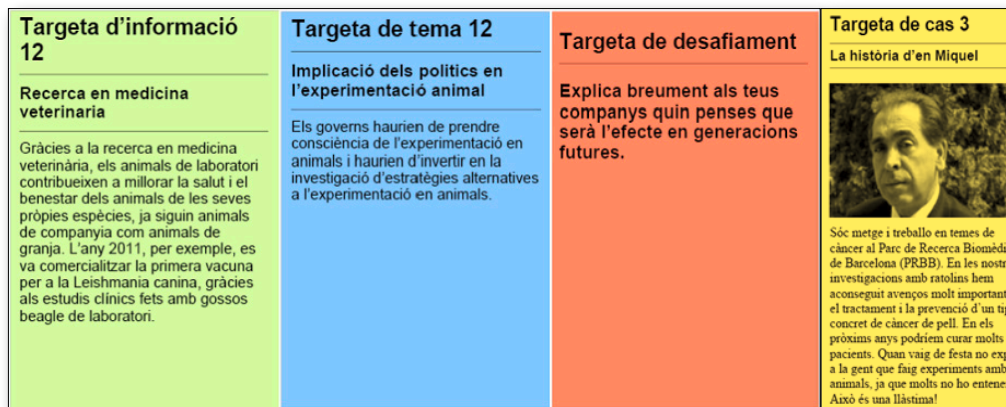 Targeta d'informació
12
Recerca en medicina
veterinaria
Gràcies a la recerca en medicina
veterinària, els animals de laboratori
contribueixen a millorar la salut i el
benestar dels animals de les seves
pròpies espècies, ja siguin animals
de companyia com animals de
granja. L'any 2011, per exemple, es
va comercialitzar la primera vacuna
per a la Leishmania canina, gràcies
als estudis clínics fets amb gossos
beagle de laboratori.
Targeta de tema 12
Implicació dels politics en
l'experimentació animal
Els governs haurien de prendre
consciència de l'experimentació en
animals i haurien d'invertir en la
investigació d'estratègies alternatives
a l'experimentació en animals.
Targeta de desafiament
Explica breument als teus
companys quin penses que
serà l'efecte en generacions
futures.
Targeta de cas 3
La història d'en Miquel
Sóc metge i treballo en temes de
càncer al Parc de Recerca
de Barcelona (PRBB). En les
investigacions amb ratolins hem
aconseguit avenços molt
el tractament i la prevenció d'un
concret de càncer de pell. En els
pròxims anys podríem curar molts
pacients. Quan vaig de festa no
a la gent que faig experiments
animals, ja que molts no ho
Això és una llàstima!